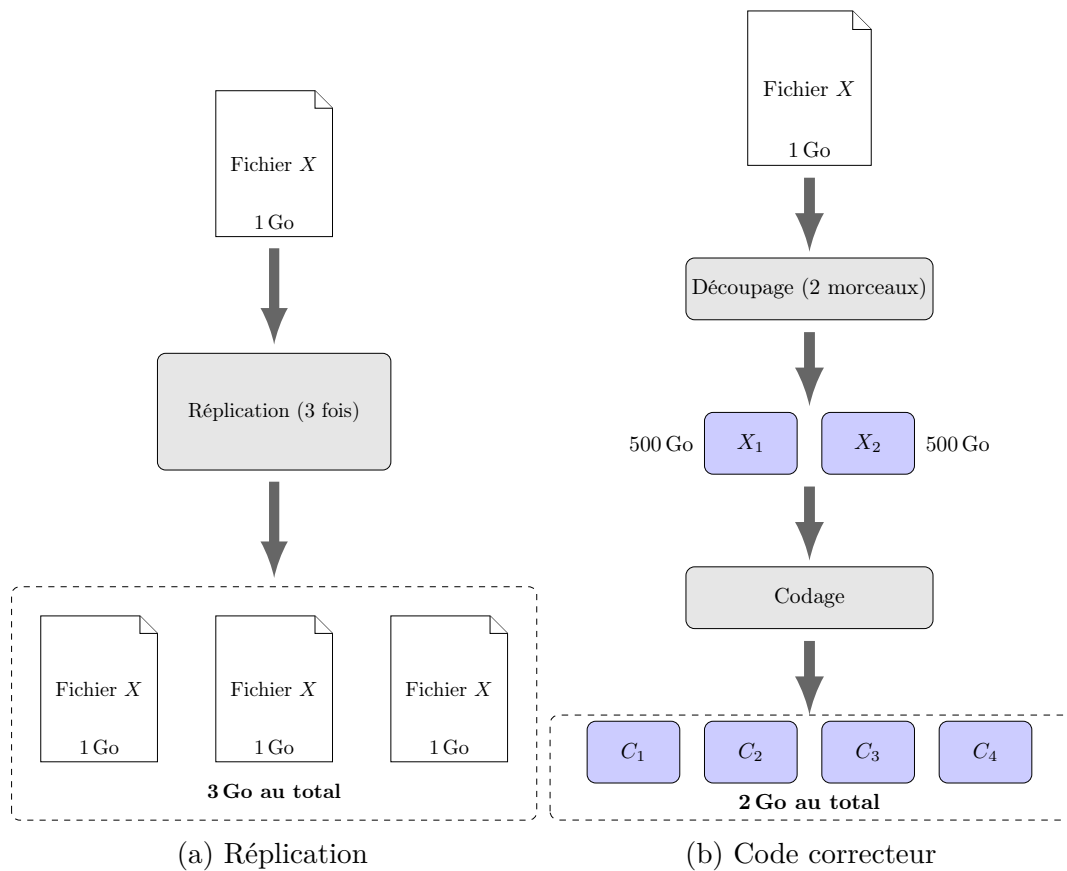 Fichier X
1 Go
Réplication (3 fois)
Fichier X
1 Go
Fichier X
1 Go
Fichier X
1 Go
3 Go au total
(a) Réplication
Fichier X
1 Go
Découpage (2 morceaux)
500 Go X₁ X₂ 500 Go
Codage
C₁ C₂ C₃ C₄
2 Go au total
(b) Code correcteur